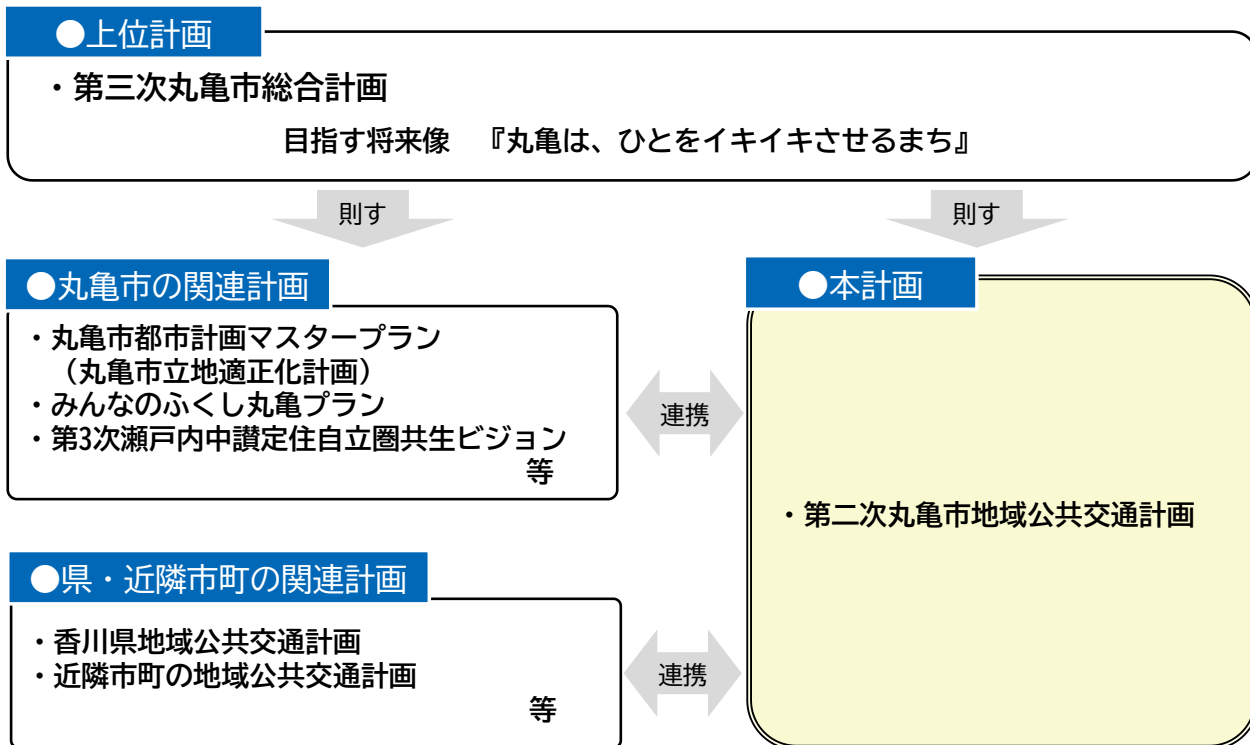 ●上位計画
・第三次丸亀市総合計画
目指す将来像　『丸亀は、ひとをイキイキさせるまち』
則す
則す
●丸亀市の関連計画
・丸亀市都市計画マスタープラン
（丸亀市立地適正化計画）
・みんなのふくし丸亀プラン
・第3次瀬戸内中讃定住自立圏共生ビジョン
等
連携
●本計画
・第二次丸亀市地域公共交通計画
●県・近隣市町の関連計画
・香川県地域公共交通計画
・近隣市町の地域公共交通計画
等
連携